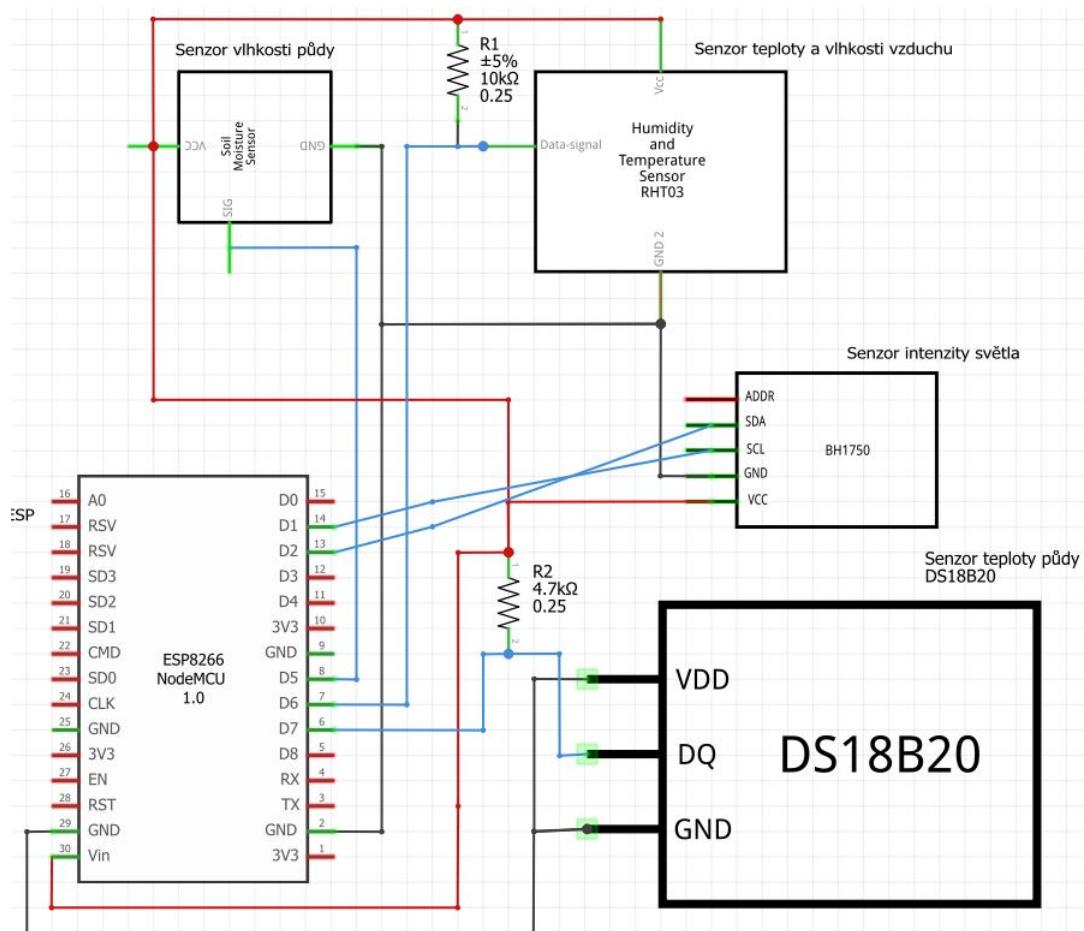 Senzor vlhkosti půdy
VCC
Soil
Moisture
Sensor
GND
SIG
1
R1
±5%
10kΩ
0.25
2
Senzor teploty a vlhkosti vzduchu
Vcc
Data-signal
Humidity
and
Temperature
Sensor
RHT03
GND 2
Senzor intenzity světla
ADDR
SDA
SCL
GND
VCC
BH1750
ESP
16 A0
17 RSV
18 RSV
19 SD3
20 SD2
21 SD1
22 CMD
23 SD0
24 CLK
25 GND
26 3V3
27 EN
28 RST
29 GND
30 Vin
ESP8266
NodeMCU
1.0
D0 15
D1 14
D2 13
D3 12
D4 11
3V3 10
GND 9
D5 8
D6 7
D7 6
D8 5
RX 4
TX 3
GND 2
3V3 1
1
R2
4.7kΩ
0.25
2
Senzor teploty půdy
DS18B20
VDD
DQ
GND
DS18B20